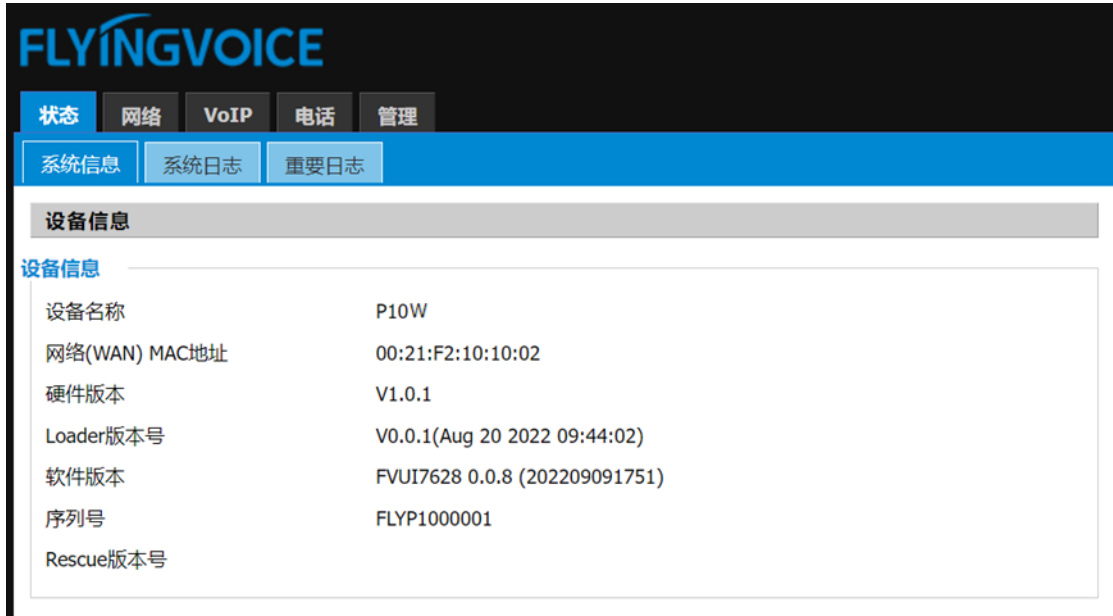 FLYINGVOICE
状态 网络 VoIP 电话 管理
系统信息 系统日志 重要日志
设备信息
设备信息
设备名称 P10W
网络(WAN) MAC地址 00:21:F2:10:10:02
硬件版本 V1.0.1
Loader版本号 V0.0.1(Aug 20 2022 09:44:02)
软件版本 FVUI7628 0.0.8 (202209091751)
序列号 FLYP1000001
Rescue版本号